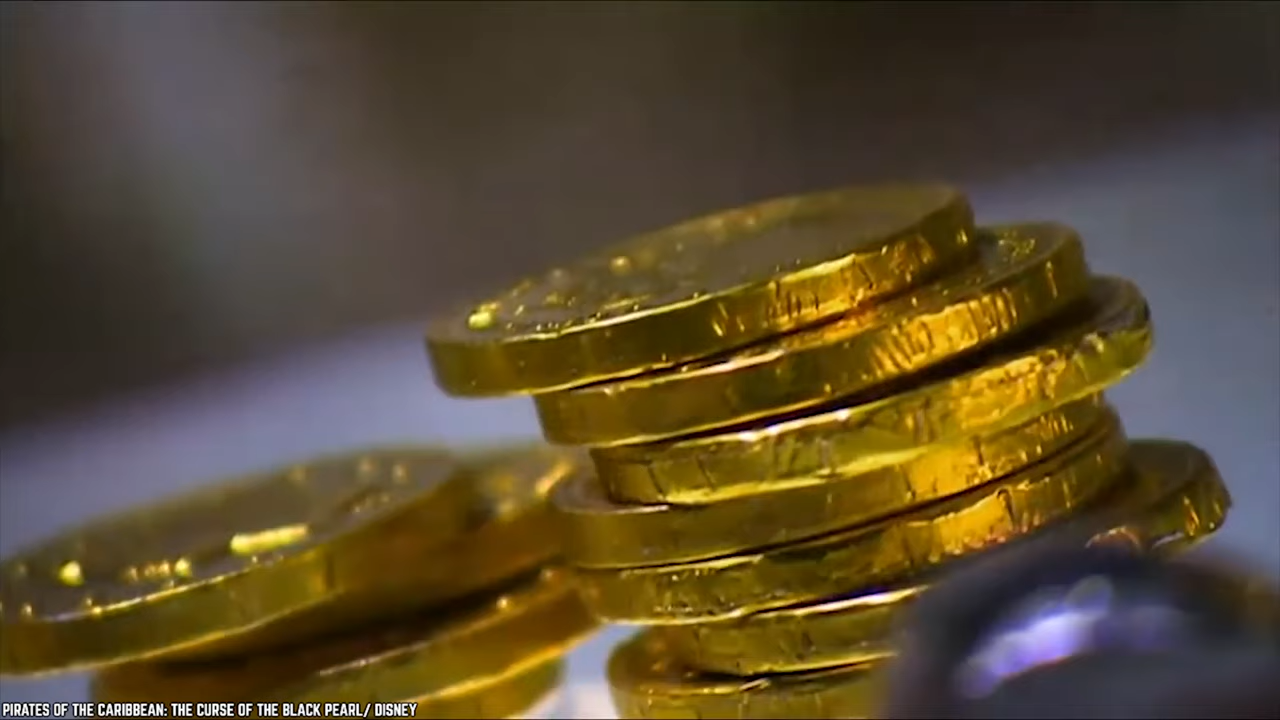 PIRATES OF THE CARIBBEAN: THE CURSE OF THE BLACK PEARL/ DISNEY